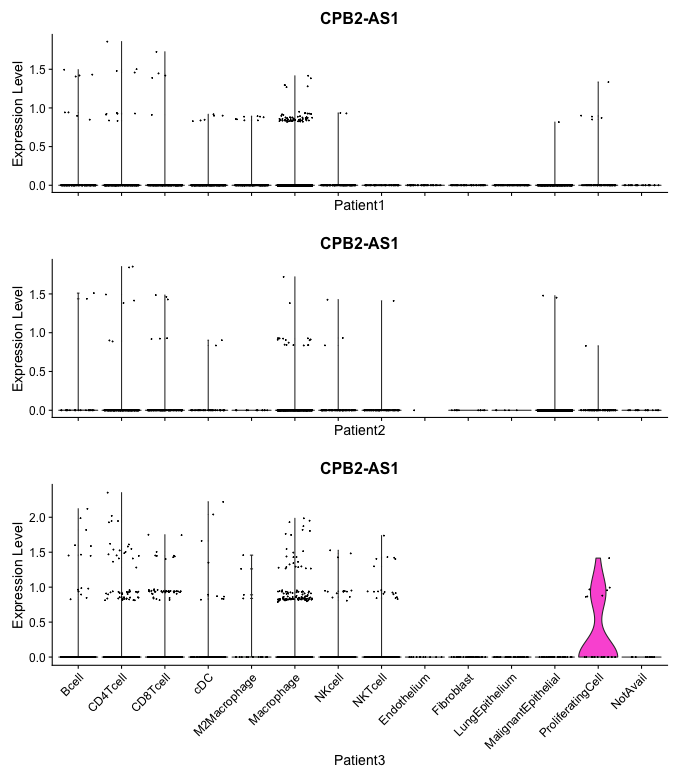 CPB2-AS1
Expression Level
1.5
1.0
0.5
0.0
Patient1
CPB2-AS1
Expression Level
1.5
1.0
0.5
0.0
Patient2
CPB2-AS1
Expression Level
2.0
1.5
1.0
0.5
0.0
Bcell
CD4Tcell
CD8Tcell
cDC
M2Macrophage
Macrophage
NKcell
NKTcell
Endothelium
Fibroblast
LungEpithelium
MalignantEpithelial
ProliferatingCell
NotAvail
Patient3